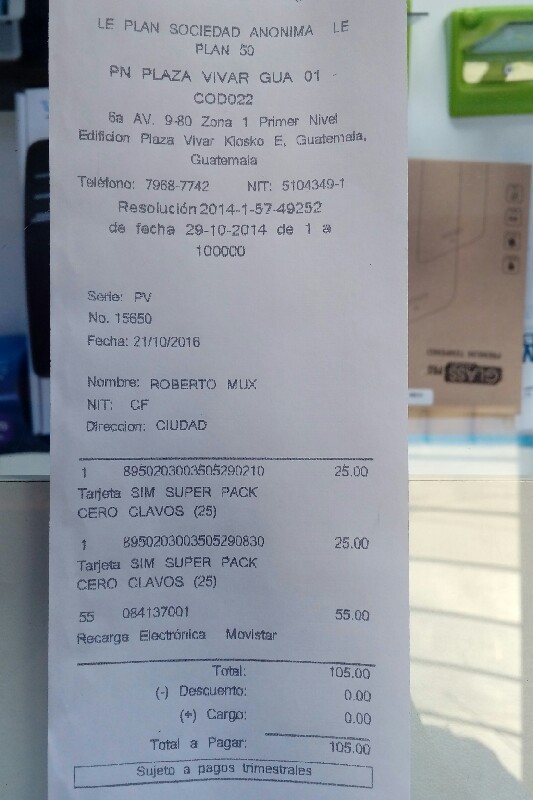 LE PLAN SOCIEDAD ANONIMA LE
PLAN 50
PN PLAZA VIVAR GUA 01 -
COD022
6a AV. 9-80 Zona 1 Primer Nivel
Edificion Plaza Vivar Kiosko E, Guatemala,
Guatemala
Teléfono: 7968-7742 NIT: 5104349-1
Resolución 2014-1-57-49252
de fecha 29-10-2014 de 1 a
100000
Serie: PV
No. 15650
Fecha: 21/10/2016
Nombre: ROBERTO MUX
NIT: CF
Direccion: CIUDAD
1 8950203003505290210 25.00
Tarjeta SIM SUPER PACK
CERO CLAVOS (25)
1 8950203003505290830 25.00
Tarjeta SIM SUPER PACK
CERO CLAVOS (25)
55 084137001 55.00
Recarga Electrónica Movistar
Total: 105.00
(-) Descuento: 0.00
(+) Cargo: 0.00
Total a Pagar: 105.00
Sujeto a pagos trimestrales
GLASS
PREMIUM TEMPERED